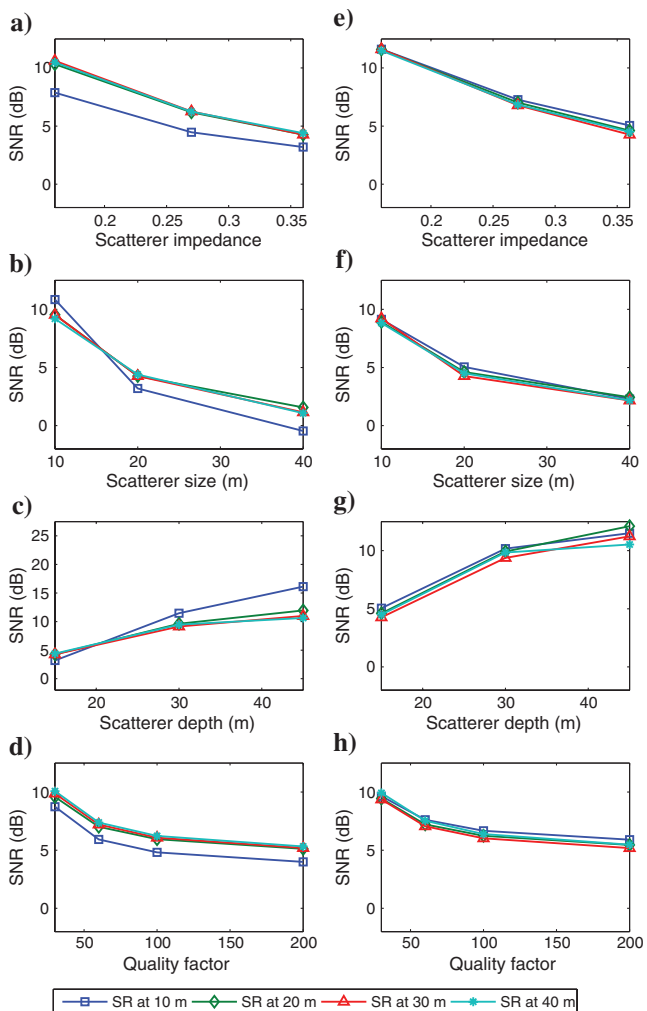 a)
10
5
0
SNR (dB)
0.2 0.25 0.3 0.35
Scatterer impedance
b)
10
5
0
SNR (dB)
10 20 30 40
Scatterer size (m)
c)
25
20
15
10
5
0
SNR (dB)
20 30 40
Scatterer depth (m)
d)
10
5
0
SNR (dB)
50 100 150 200
Quality factor
e)
10
5
0
SNR (dB)
0.2 0.25 0.3 0.35
Scatterer impedance
f)
10
5
0
SNR (dB)
10 20 30 40
Scatterer size (m)
g)
10
5
0
SNR (dB)
20 30 40
Scatterer depth (m)
h)
10
5
0
SNR (dB)
50 100 150 200
Quality factor
SR at 10 m SR at 20 m SR at 30 m SR at 40 m